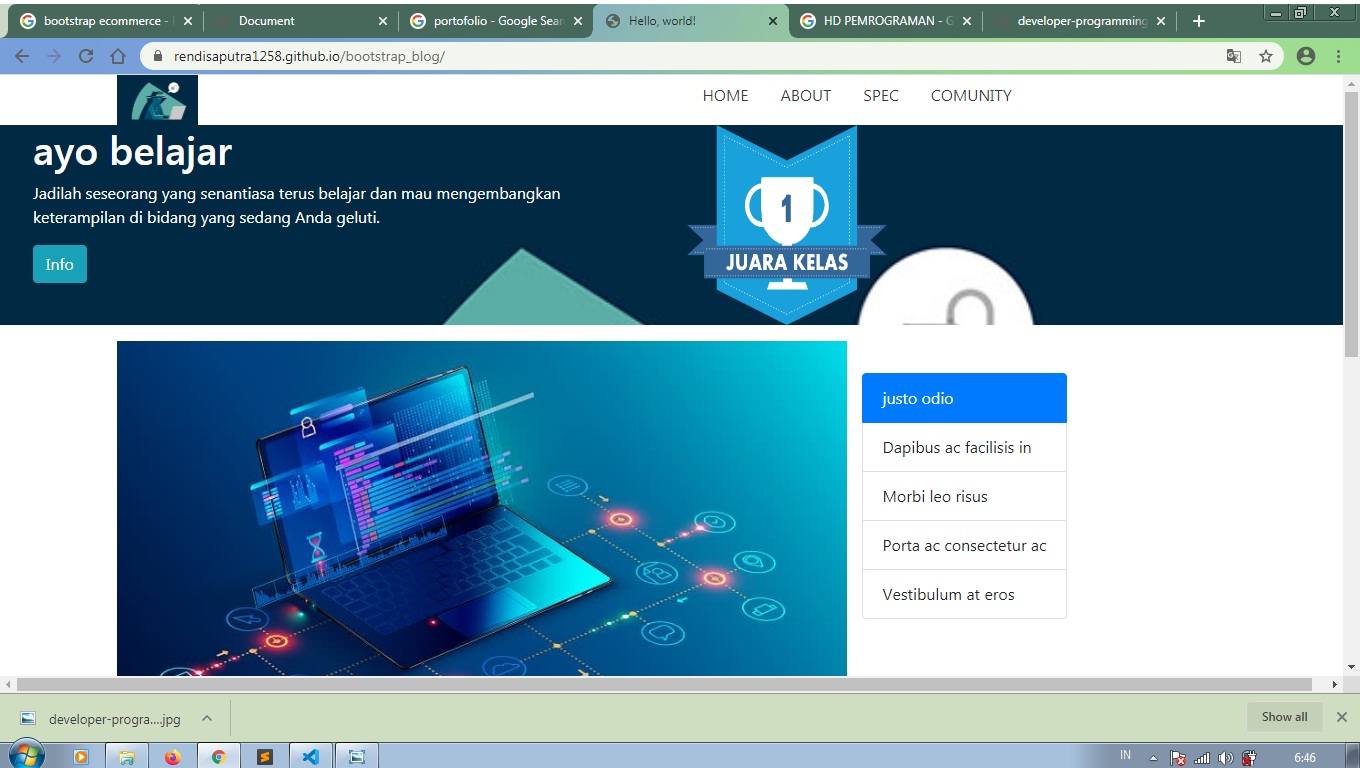 bootstrap ecommerce -
Document
portofolio - Google Sear
Hello, world!
HD PEMROGRAMAN - G
developer-programming
rendisaputra1258.github.io/bootstrap_blog/
HOME
ABOUT
SPEC
COMUNITY
ayo belajar
Jadilah seseorang yang senantiasa terus belajar dan mau mengembangkan
keterampilan di bidang yang sedang Anda geluti.
Info
1
JUARA KELAS
justo odio
Dapibus ac facilisis in
Morbi leo risus
Porta ac consectetur ac
Vestibulum at eros
developer-progra....jpg
Show all
IN
6:46